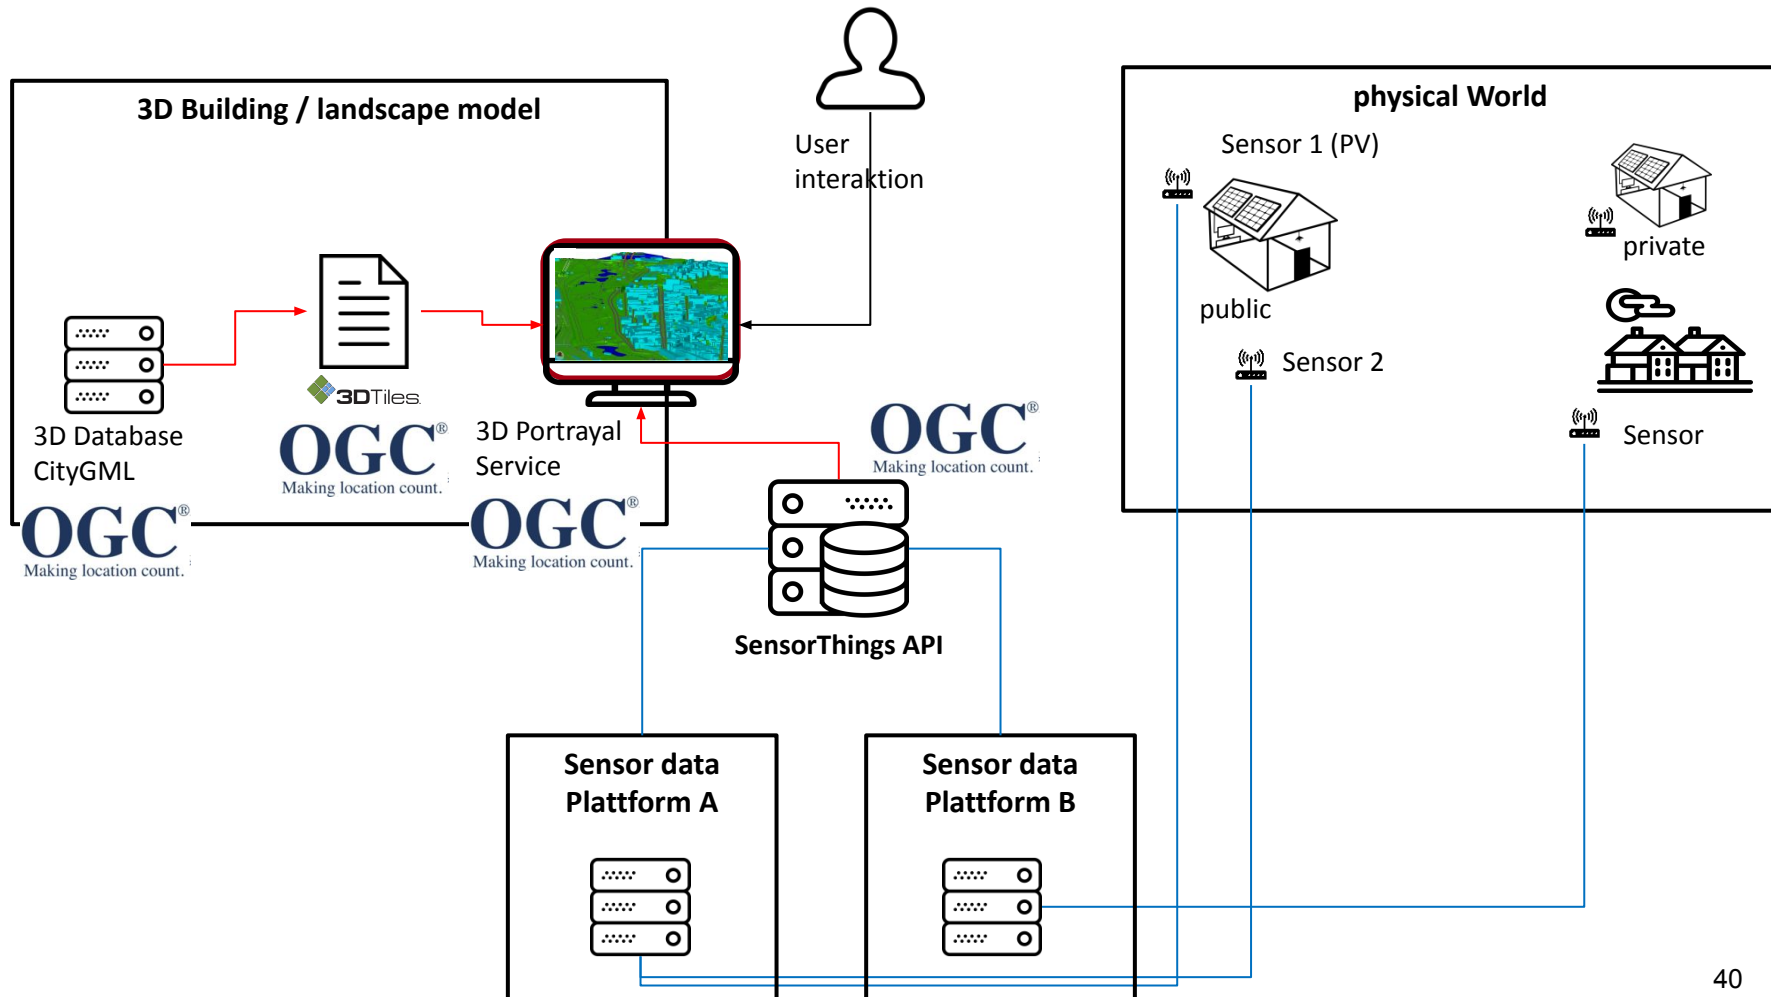 3D Building / landscape model
User
interaktion
physical World
Sensor 1 (PV)
private
public
Sensor 2
Sensor
3DTiles
3D Database
CityGML
OGC®
Making location count.
OGC®
Making location count.
3D Portrayal
Service
OGC®
Making location count.
OGC®
Making location count.
SensorThings API
Sensor data
Plattform A
Sensor data
Plattform B
40